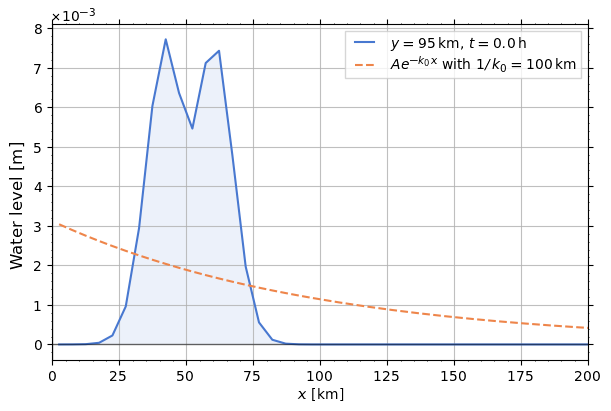 ×10⁻³
8
7
6
5
4
3
2
1
0
Water level [m]
y = 95 km, t = 0.0 h
Ae^{-k₀x} with 1/k₀ = 100 km
0 25 50 75 100 125 150 175 200
x [km]